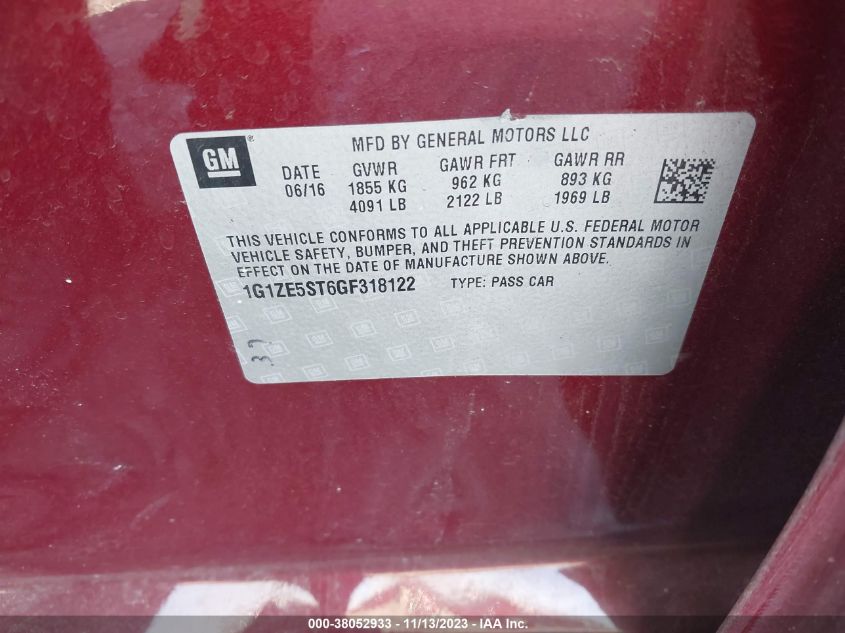 GM®
MFD BY GENERAL MOTORS LLC
DATE GVWR GAWR FRT GAWR RR
06/16 1855 KG 962 KG 893 KG
4091 LB 2122 LB 1969 LB
THIS VEHICLE CONFORMS TO ALL APPLICABLE U.S. FEDERAL MOTOR
VEHICLE SAFETY, BUMPER, AND THEFT PREVENTION STANDARDS IN
EFFECT ON THE DATE OF MANUFACTURE SHOWN ABOVE.
1G1ZE5ST6GF318122 TYPE: PASS CAR
37
000-38052933 - 11/13/2023 - IAA Inc.